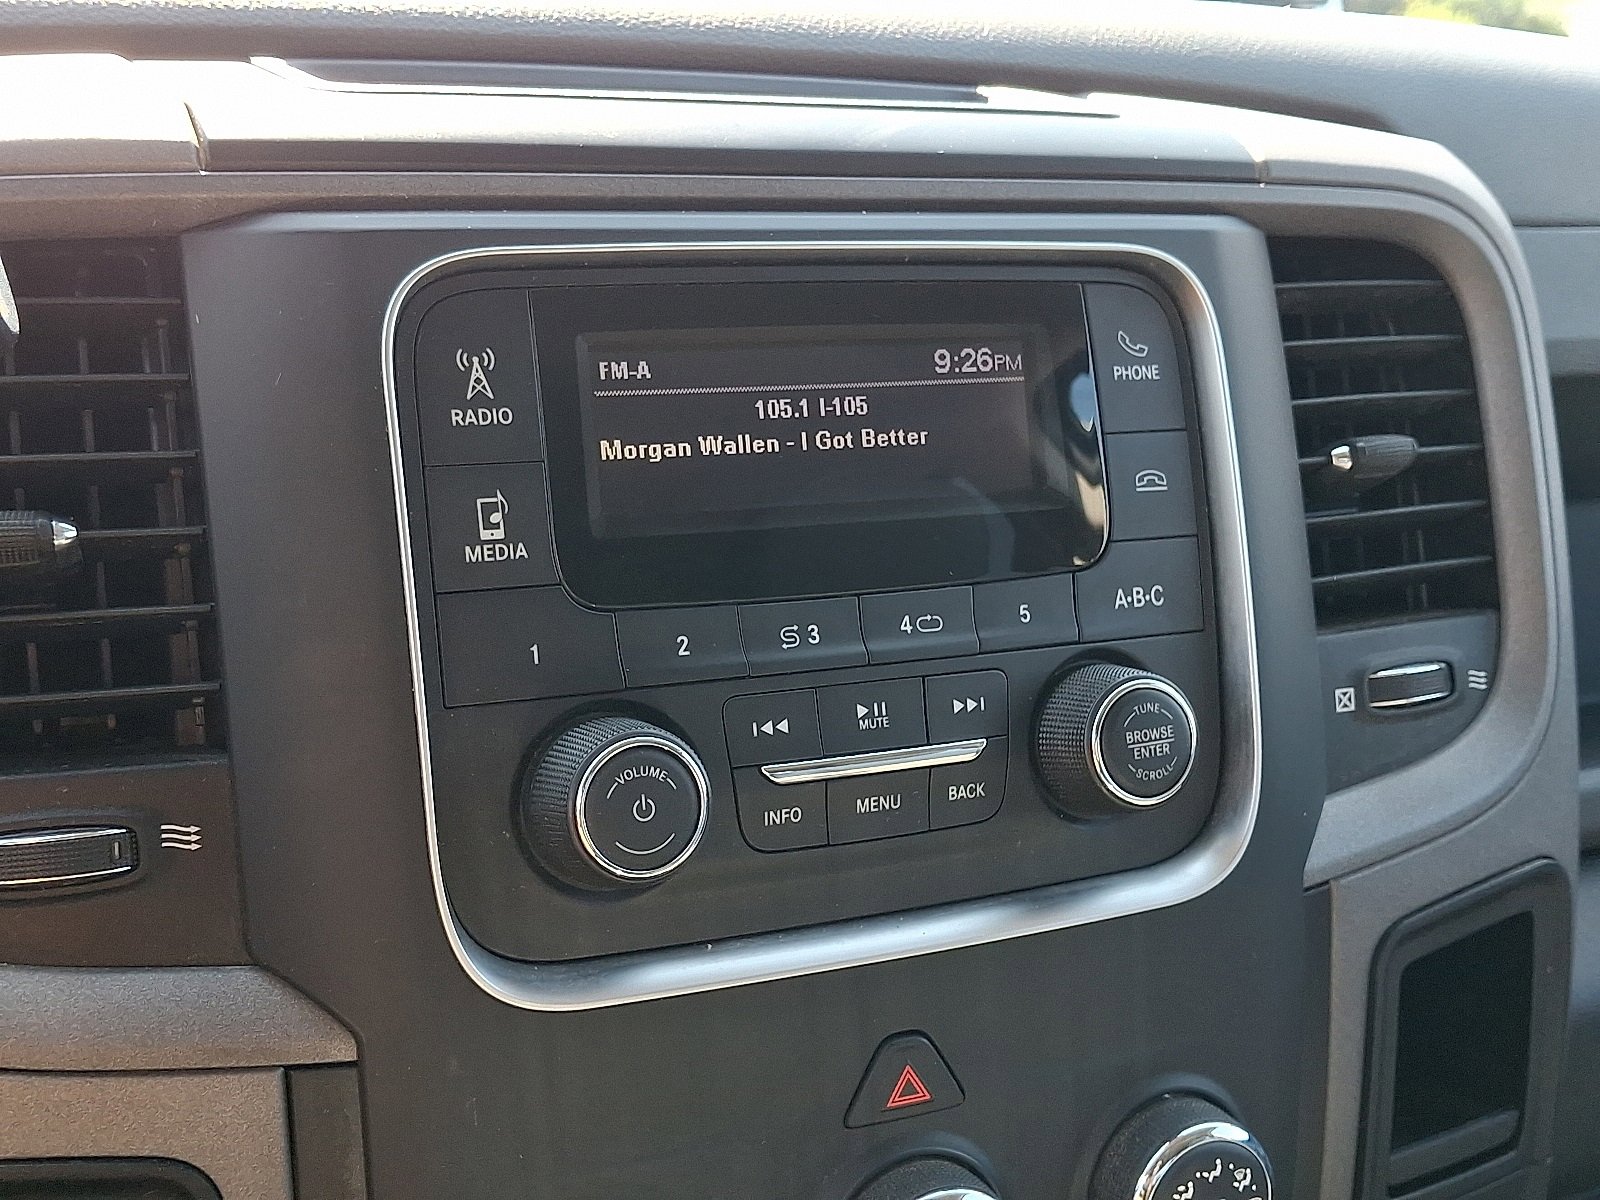 FM-A 9:26PM
105.1 I-105
Morgan Wallen - I Got Better
RADIO
MEDIA
PHONE
1 2 3 4 5 A·B·C
VOLUME
MUTE
INFO MENU BACK
TUNE
BROWSE
ENTER
SCROLL